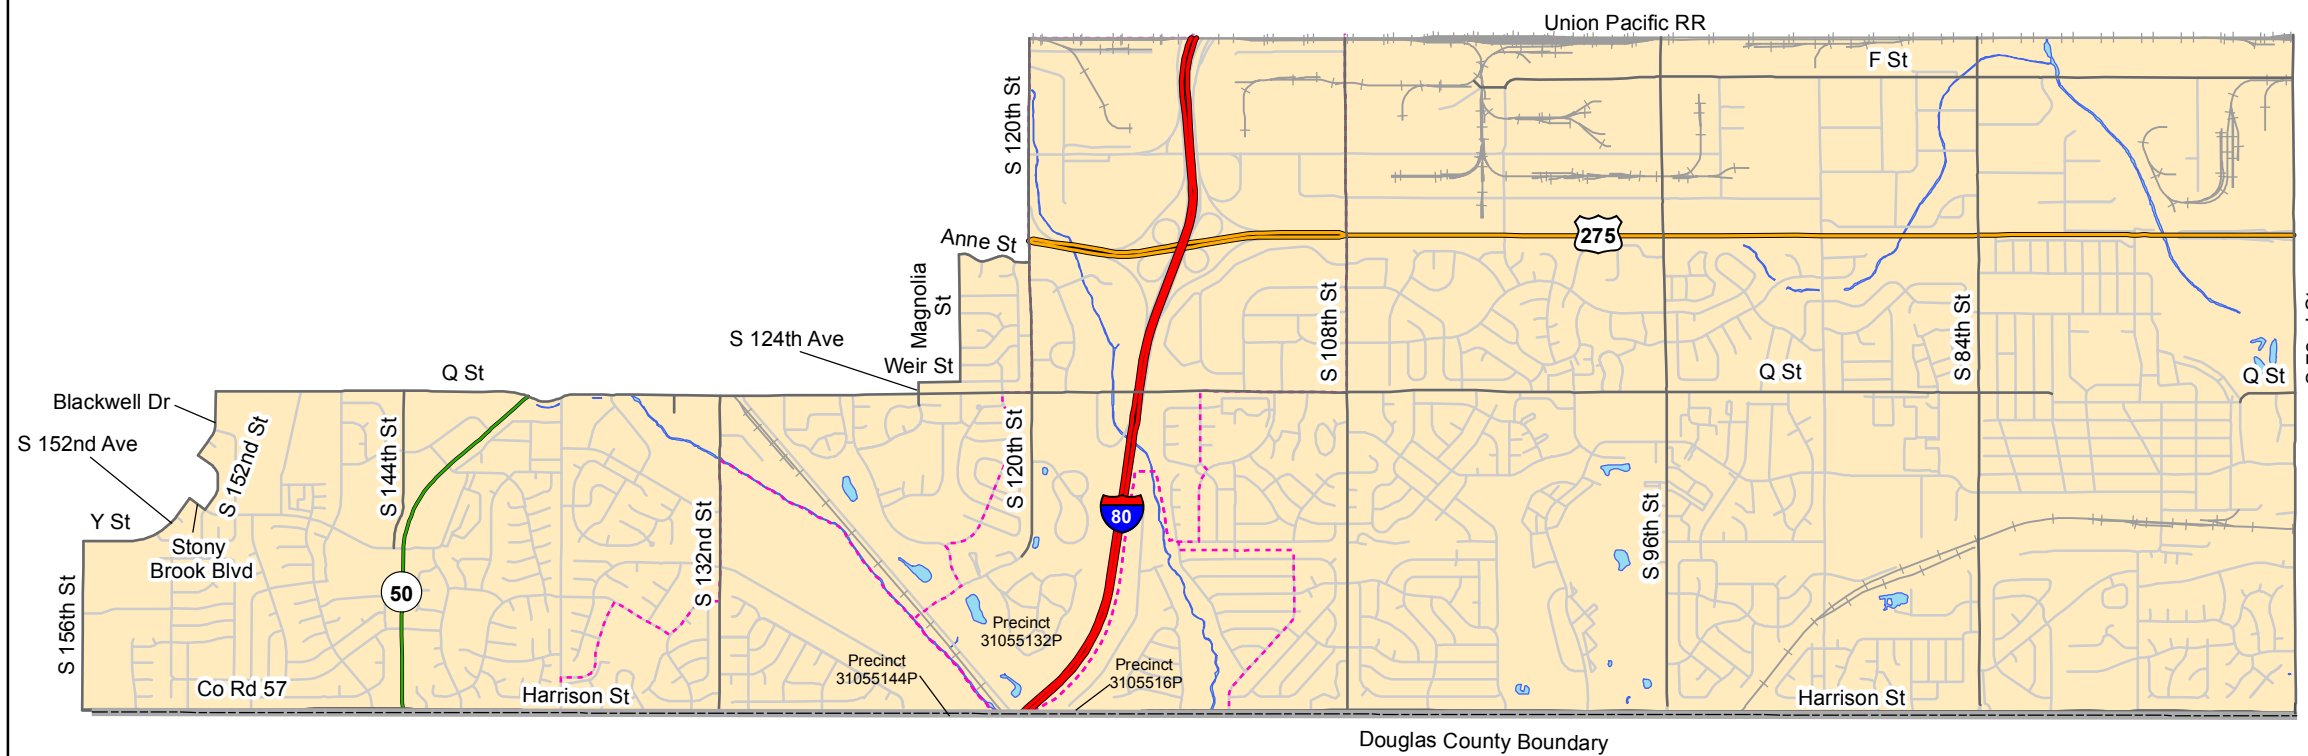 Union Pacific RR
F St
S 120th St
Anne St
275
Magnolia
St
S 108th St
S 84th St
S 124th Ave
Weir St
Q St
Q St
Q St
Blackwell Dr
S 152nd Ave
S 152nd St
S 144th St
S 120th St
Y St
S 132nd St
80
S 96th St
Stony
Brook Blvd
50
S 156th St
Precinct
31055132P
Precinct
31055144P
Precinct
3105516P
Co Rd 57
Harrison St
Harrison St
Douglas County Boundary